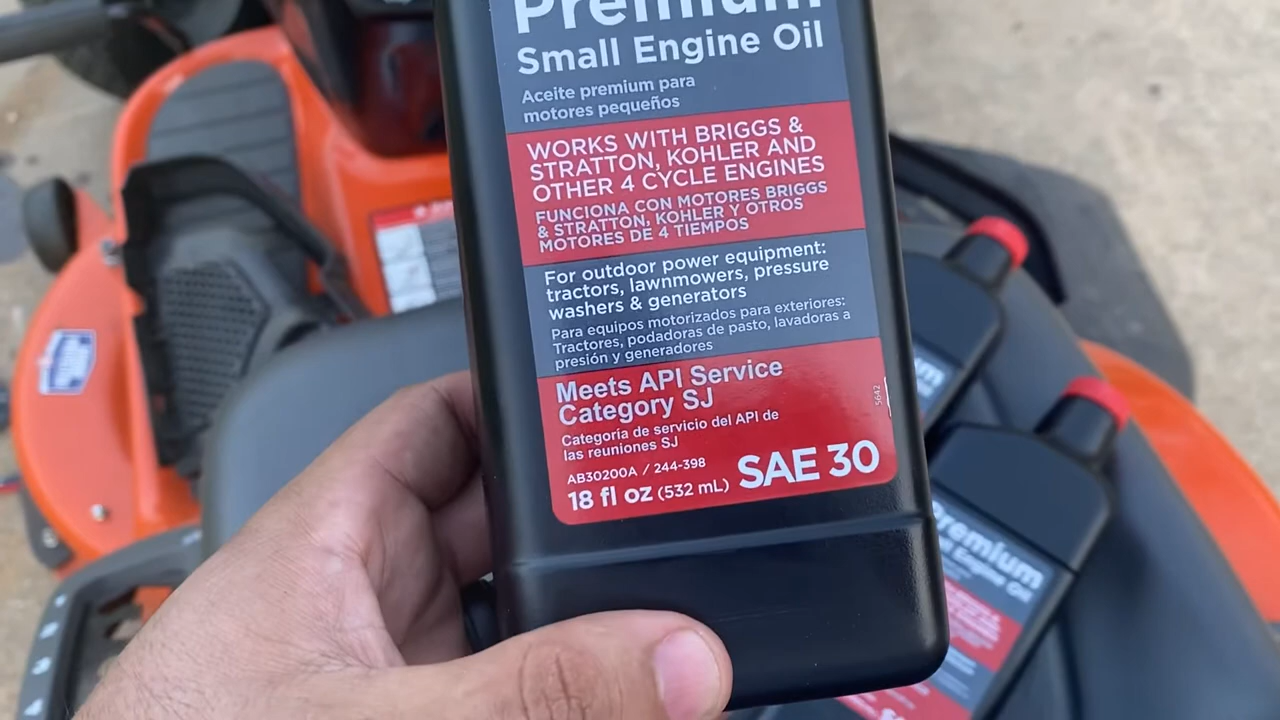 Premium
Small Engine Oil
Aceite premium para
motores pequeños
WORKS WITH BRIGGS &
STRATTON, KOHLER AND
OTHER 4 CYCLE ENGINES
FUNCIONA CON MOTORES BRIGGS
& STRATTON, KOHLER Y OTROS
MOTORES DE 4 TIEMPOS
For outdoor power equipment:
tractors, lawnmowers, pressure
washers & generators
Para equipos motorizados para exteriores:
Tractores, podadoras de pasto, lavadoras a
presión y generadores
Meets API Service
Category SJ
Categoría de servicio del API de
las reuniones SJ
AB30200A / 244-398
18 fl oz (532 mL) SAE 30
5642
Premium
Engine Oil